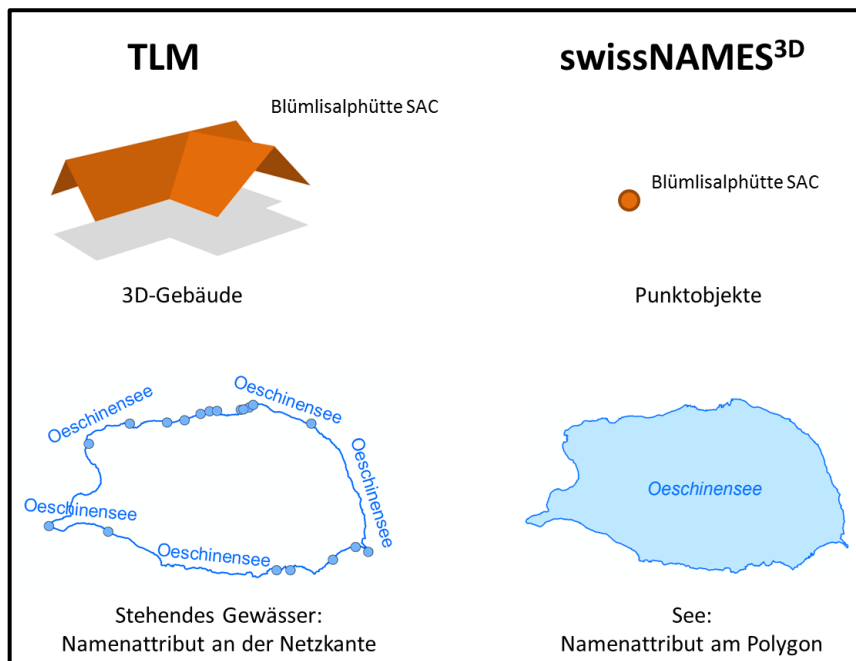 TLM
swissNAMES3D
Blümlisalphütte SAC
Blümlisalphütte SAC
3D-Gebäude
Punktobjekte
Oeschinensee
Oeschinensee
Oeschinensee
Oeschinensee
Oeschinensee
Oeschinensee
Stehendes Gewässer:
Namenattribut an der Netzkante
See:
Namenattribut am Polygon